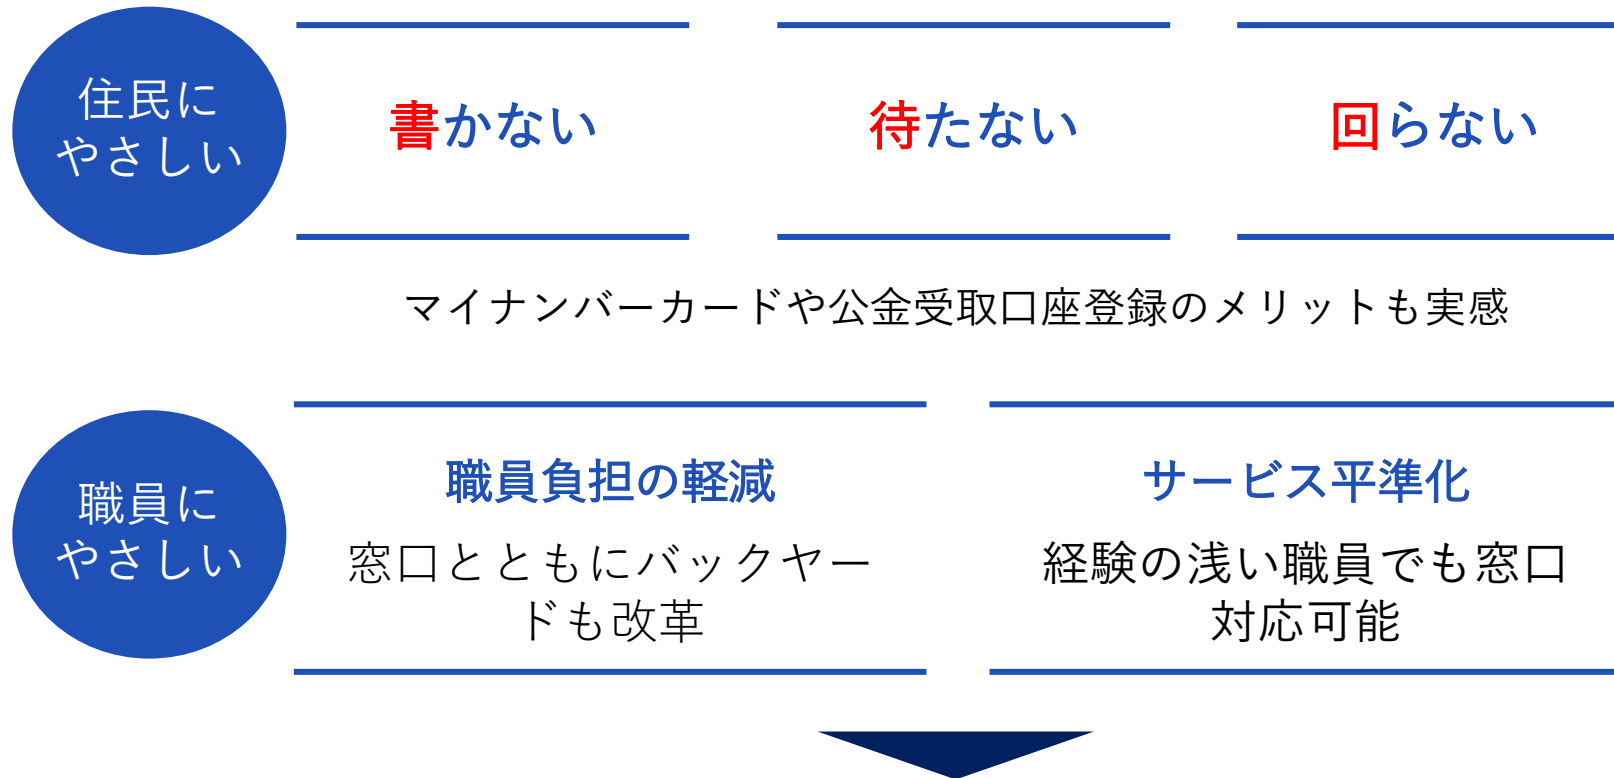 住民に
やさしい
書かない
待たない
回らない
マイナンバーカードや公金受取口座登録のメリットも実感
職員に
やさしい
職員負担の軽減
窓口とともにバックヤー
ドも改革
サービス平準化
経験の浅い職員でも窓口
対応可能